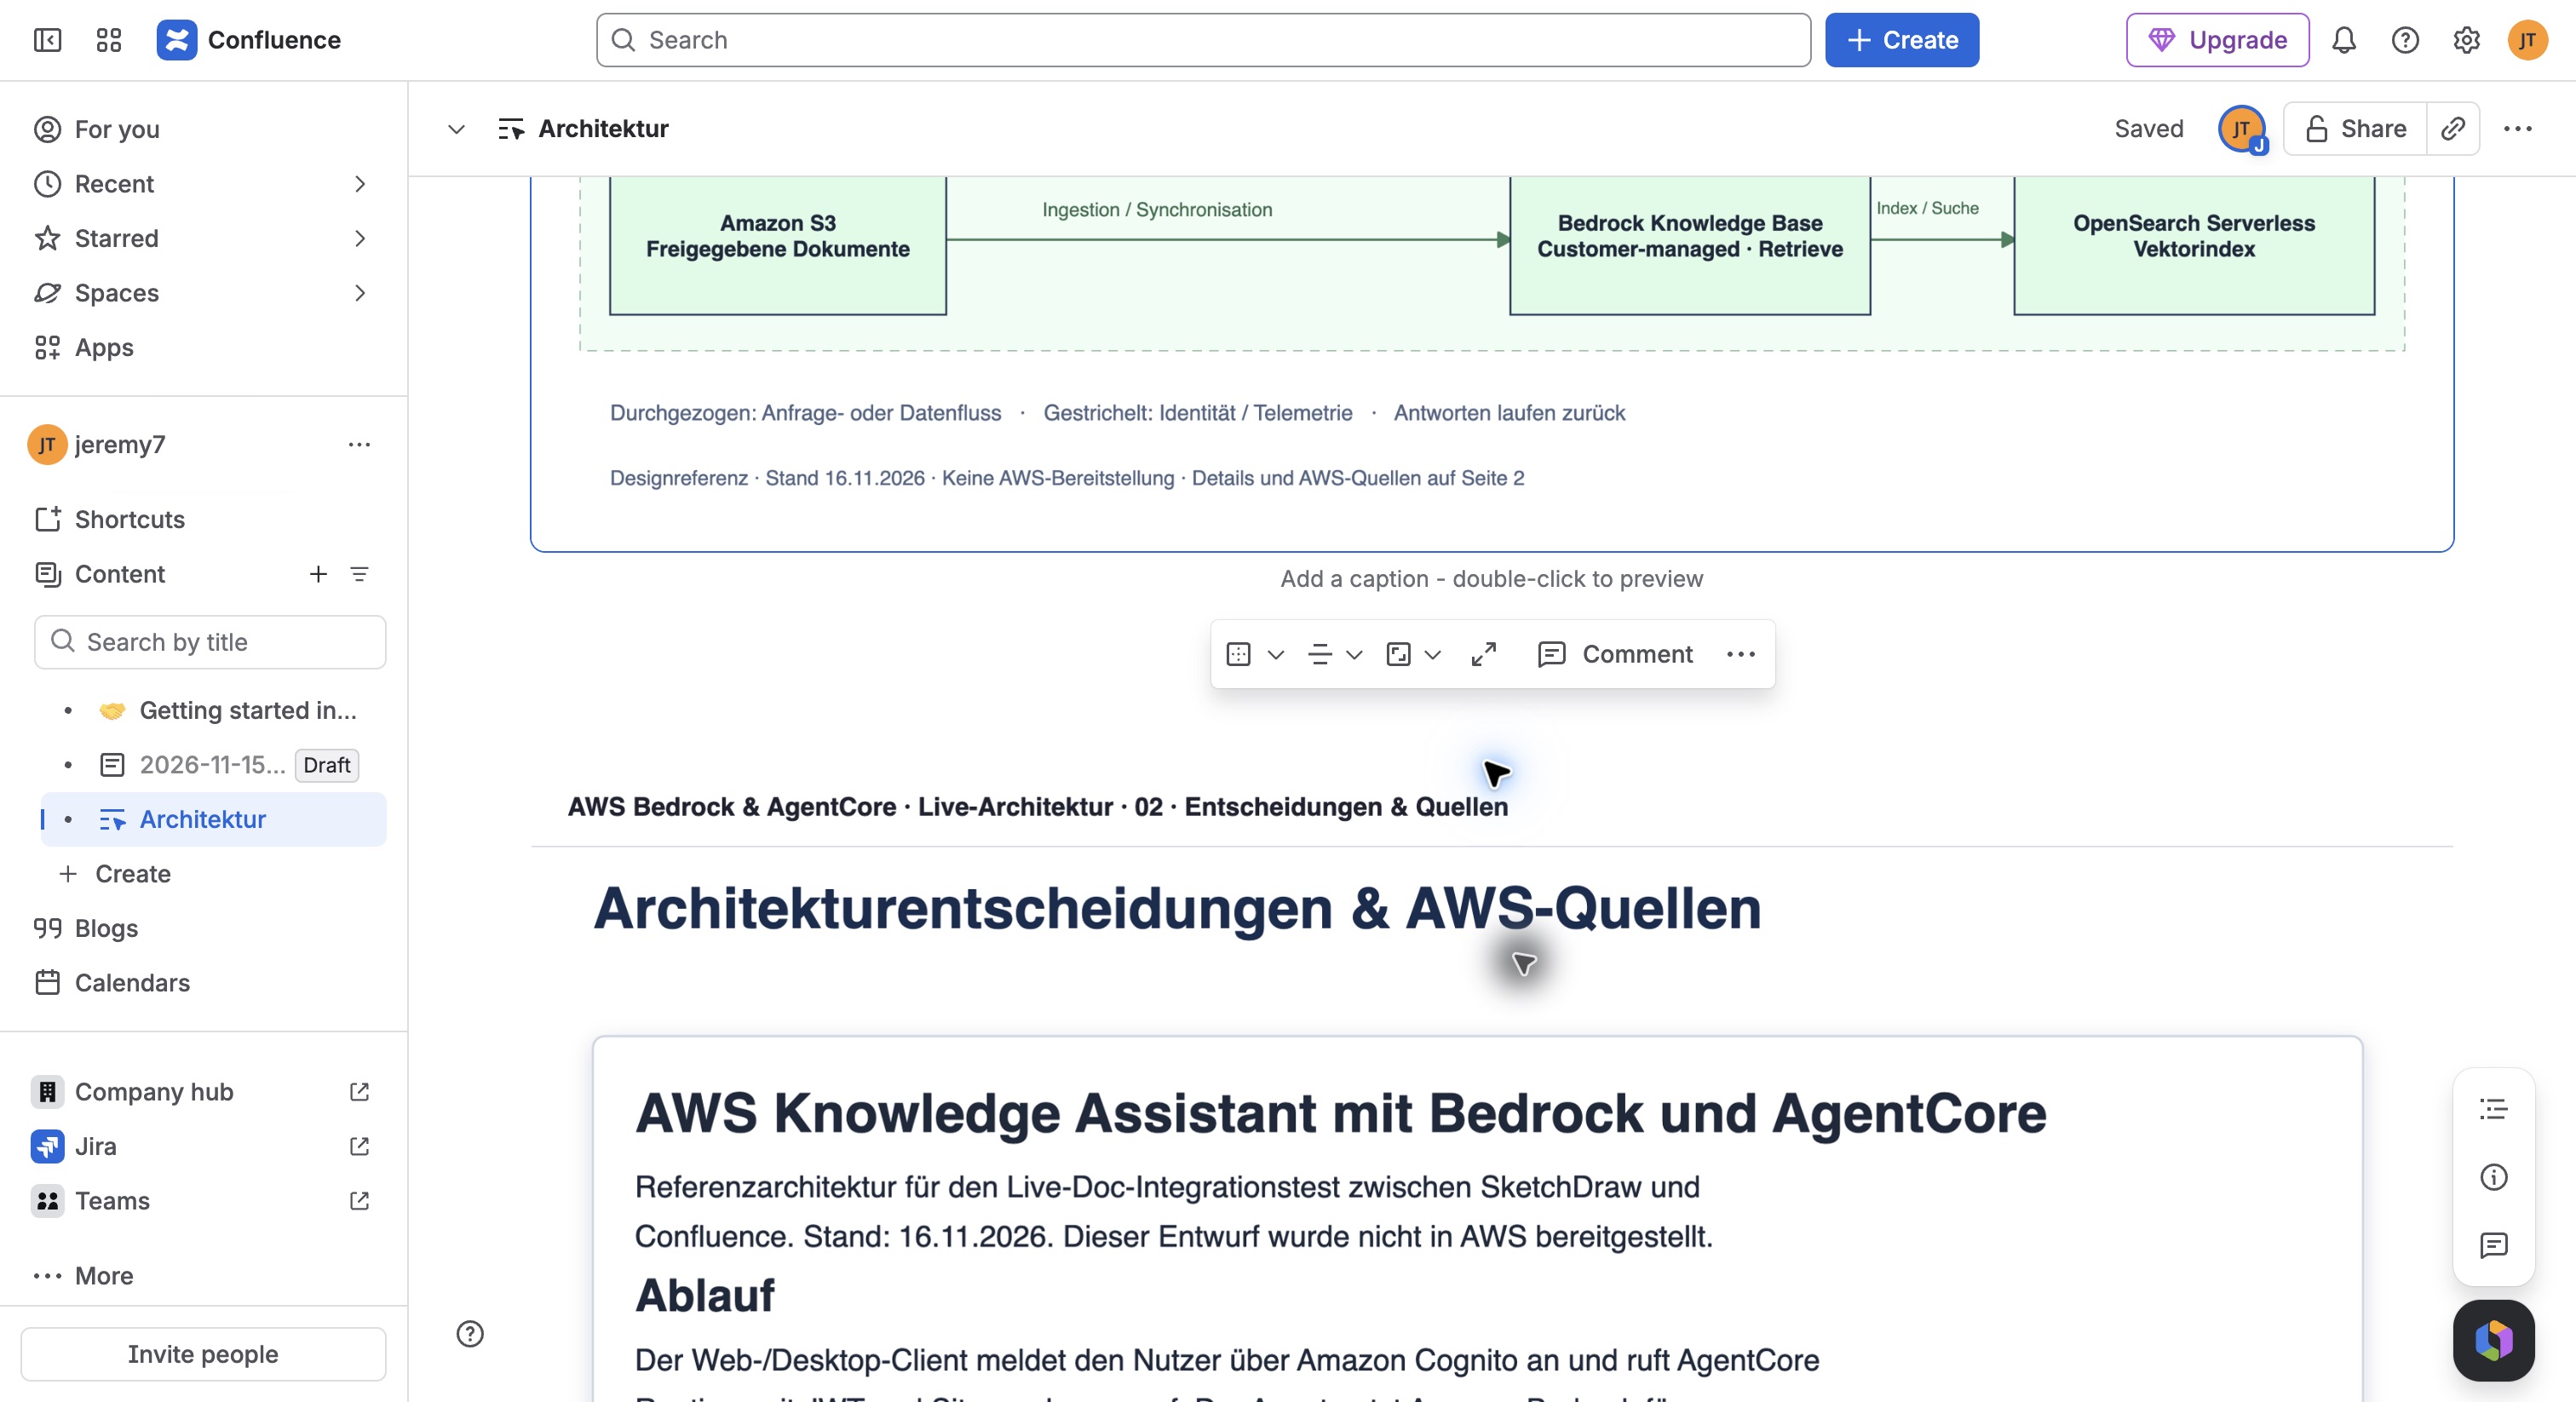 Confluence
Search
Create
Upgrade
JT
For you
Recent
Starred
Spaces
Apps
JT
jeremy7
Shortcuts
Content
Search by title
Getting started in...
2026-11-15...
Draft
Architektur
Create
Blogs
Calendars
Company hub
Jira
Teams
More
Invite people
Architektur
Saved
JT
J
Share
Amazon S3
Freigegebene Dokumente
Ingestion / Synchronisation
Bedrock Knowledge Base
Customer-managed · Retrieve
Index / Suche
OpenSearch Serverless
Vektorindex
Durchgezogen: Anfrage- oder Datenfluss · Gestrichelt: Identität / Telemetrie · Antworten laufen zurück
Designreferenz · Stand 16.11.2026 · Keine AWS-Bereitstellung · Details und AWS-Quellen auf Seite 2
Add a caption - double-click to preview
Comment
AWS Bedrock & AgentCore · Live-Architektur · 02 · Entscheidungen & Quellen
Architekturentscheidungen & AWS-Quellen
AWS Knowledge Assistant mit Bedrock und AgentCore
Referenzarchitektur für den Live-Doc-Integrationstest zwischen SketchDraw und
Confluence. Stand: 16.11.2026. Dieser Entwurf wurde nicht in AWS bereitgestellt.
Ablauf
Der Web-/Desktop-Client meldet den Nutzer über Amazon Cognito an und ruft AgentCore